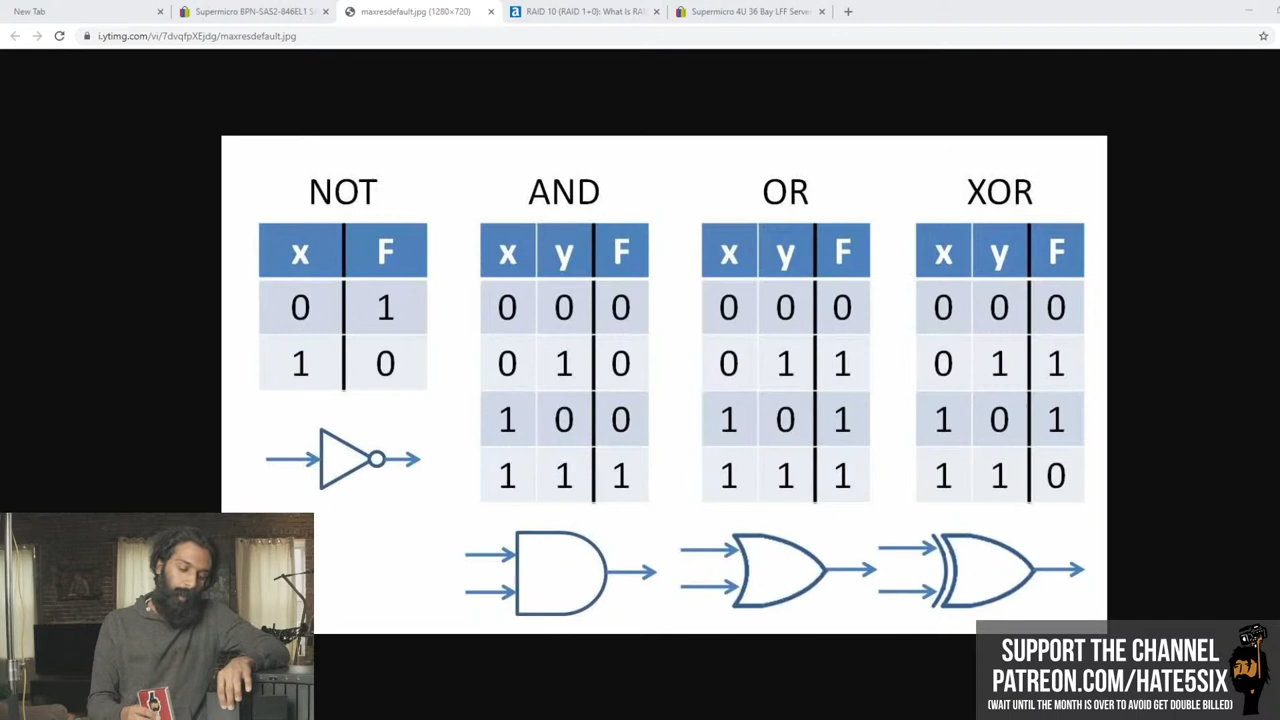 New Tab
Supermicro BPN-SAS2-846EL1 S
maxresdefault.jpg (1280×720)
RAID 10 (RAID 1+0): What Is RA
Supermicro 4U 36 Bay LFF Server
i.ytimg.com/vi/7dvqfpXEjdg/maxresdefault.jpg
NOT AND OR XOR
x F x y F x y F x y F
0 1 0 0 0 0 0 0 0 0 0
1 0 0 1 0 0 1 1 0 1 1
1 0 0 1 0 1 1 0 1
1 1 1 1 1 1 1 1 0
SUPPORT THE CHANNEL
PATREON.COM/HATE5SIX
(WAIT UNTIL THE MONTH IS OVER TO AVOID GET DOUBLE BILLED)